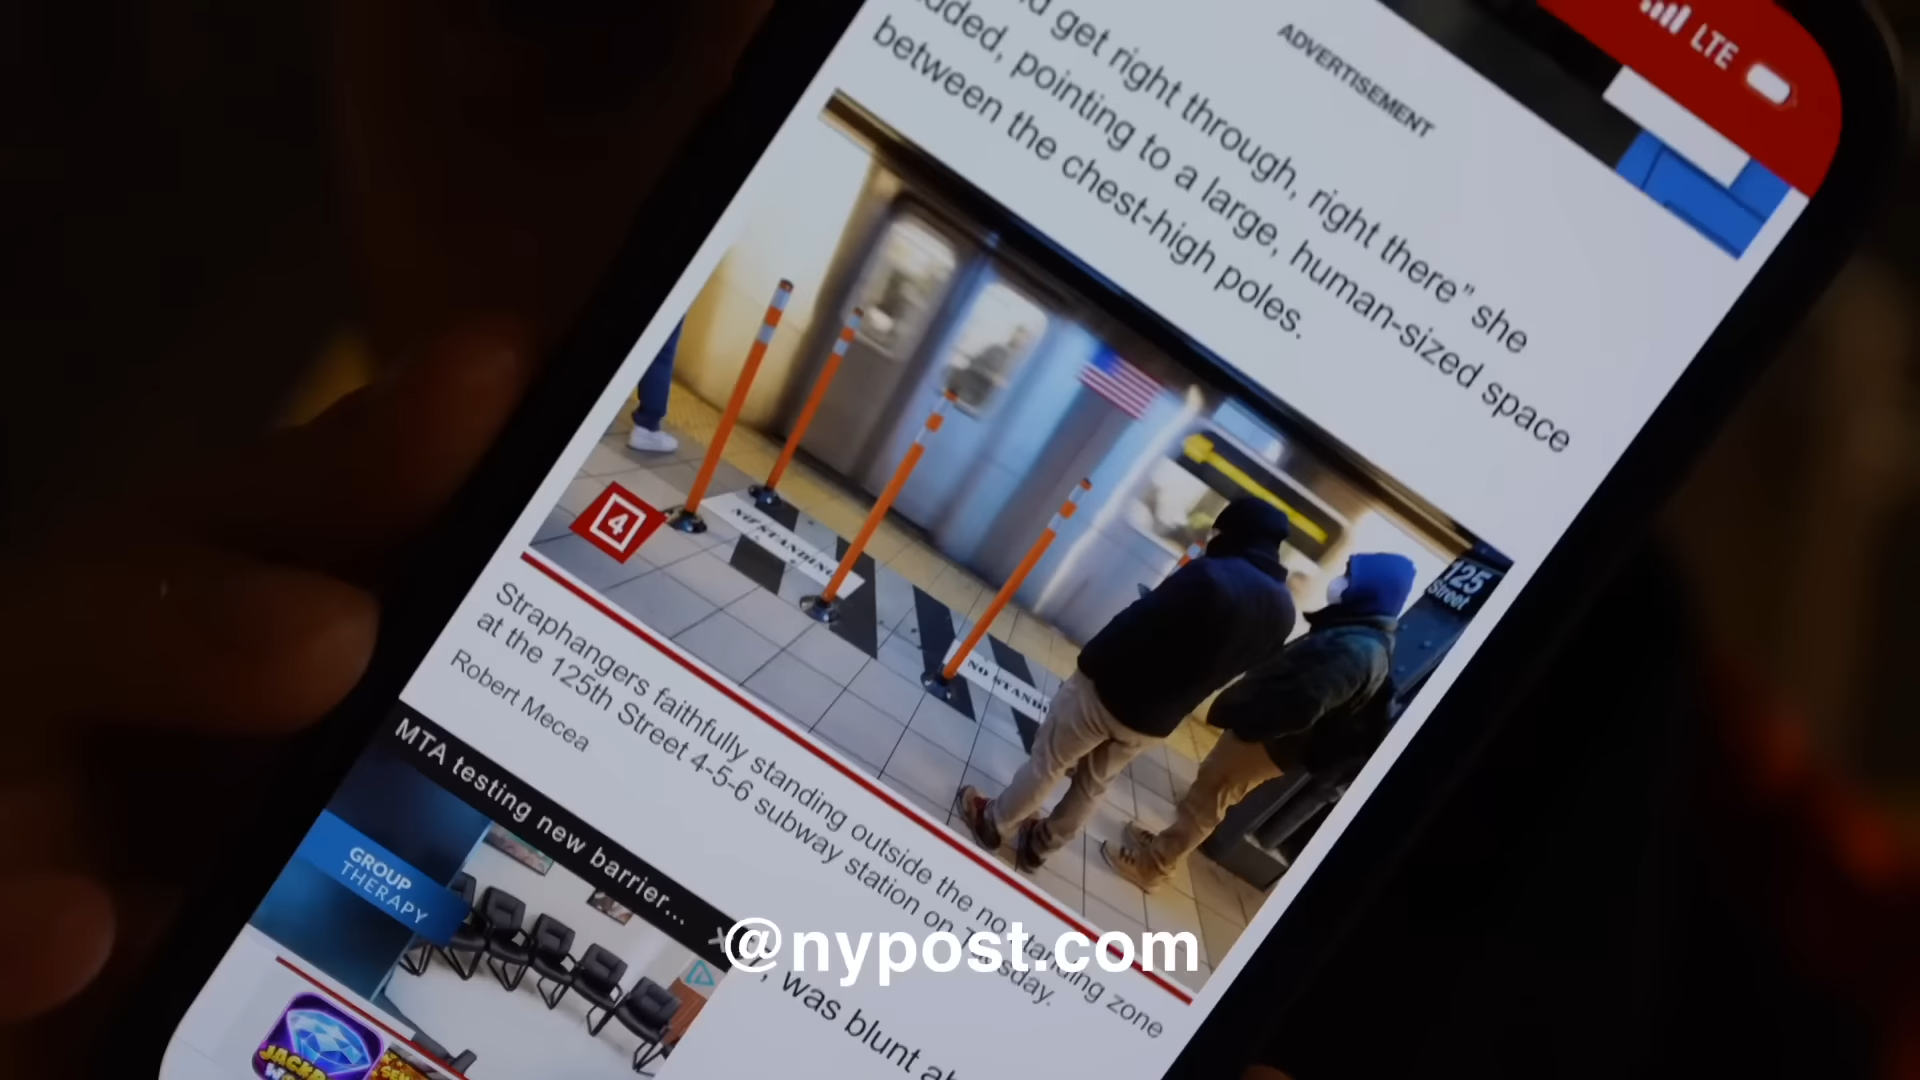 LTE
ADVERTISEMENT
get right through, right there" she
pointing to a large, human-sized space
between the chest-high poles.
NO STANDING
4
125
Street
NO STANDI
Straphangers faithfully standing outside the no standing zone
at the 125th Street 4-5-6 subway station on Tuesday.
Robert Mecea
MTA testing new barrier...
GROUP
THERAPY
@nypost.com
was blunt